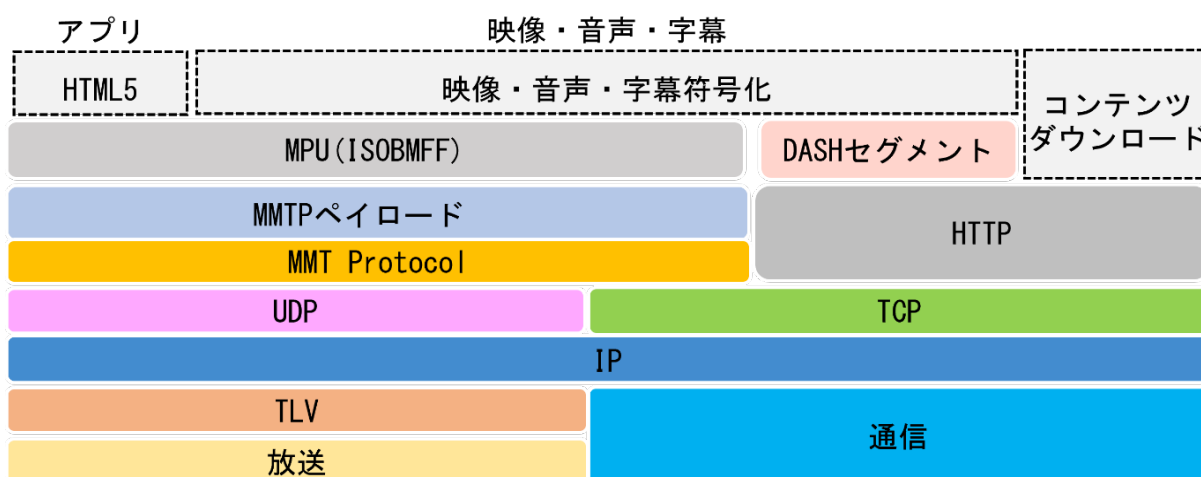 アプリ
映像・音声・字幕
HTML5
映像・音声・字幕符号化
コンテンツ
ダウンロード
MPU(ISOBMFF)
DASHセグメント
MMTPペイロード
HTTP
MMT Protocol
UDP
TCP
IP
TLV
通信
放送